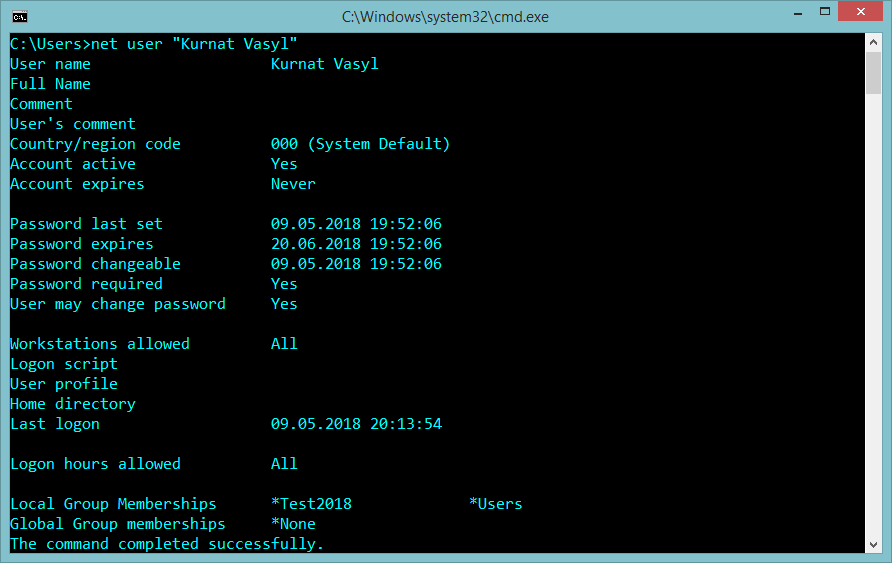 C:\Windows\system32\cmd.exe
C:\Users>net user "Kurnat Vasyl"
User name                    Kurnat Vasyl
Full Name
Comment
User's comment
Country/region code          000 (System Default)
Account active               Yes
Account expires              Never

Password last set            09.05.2018 19:52:06
Password expires             20.06.2018 19:52:06
Password changeable          09.05.2018 19:52:06
Password required            Yes
User may change password     Yes

Workstations allowed         All
Logon script
User profile
Home directory
Last logon                   09.05.2018 20:13:54

Logon hours allowed          All

Local Group Memberships      *Test2018             *Users
Global Group memberships     *None
The command completed successfully.